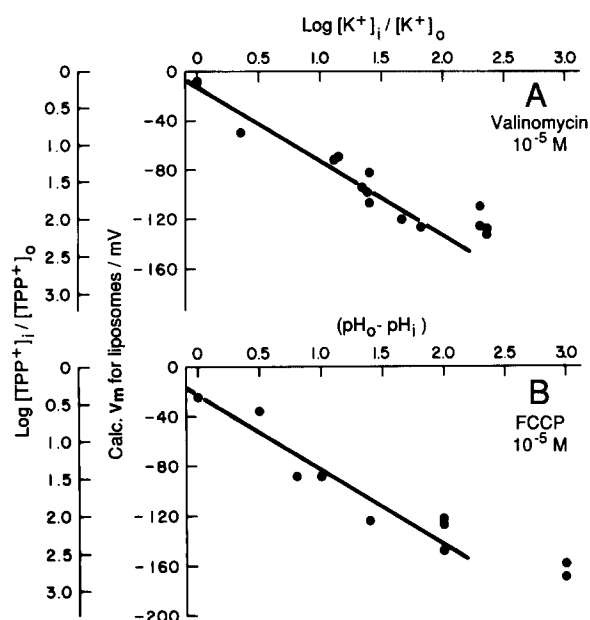 Log [K⁺]ᵢ / [K⁺]ₒ
0 0.5 1.0 1.5 2.0 2.5 3.0
A
Valinomycin
10⁻⁵ M
0
0.5
1.0
1.5
2.0
2.5
3.0
0
-40
-80
-120
-160
(pHₒ- pHᵢ )
0 0.5 1.0 1.5 2.0 2.5 3.0
B
FCCP
10⁻⁵ M
0
0.5
1.0
1.5
2.0
2.5
3.0
0
-40
-80
-120
-160
-200
Log [TPP⁺]ᵢ / [TPP⁺]ₒ
Calc. Vm for liposomes / mV